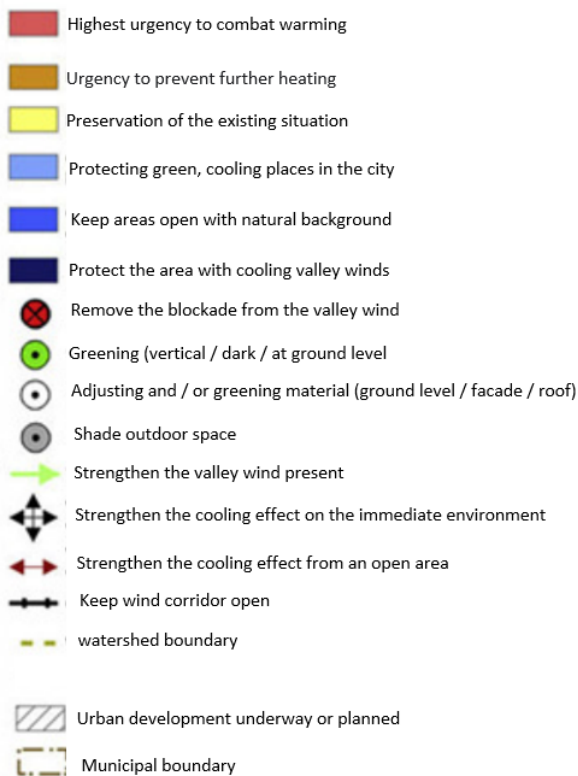 Highest urgency to combat warming
Urgency to prevent further heating
Preservation of the existing situation
Protecting green, cooling places in the city
Keep areas open with natural background
Protect the area with cooling valley winds
Remove the blockade from the valley wind
Greening (vertical / dark / at ground level
Adjusting and / or greening material (ground level / facade / roof)
Shade outdoor space
Strengthen the valley wind present
Strengthen the cooling effect on the immediate environment
Strengthen the cooling effect from an open area
Keep wind corridor open
watershed boundary
Urban development underway or planned
Municipal boundary